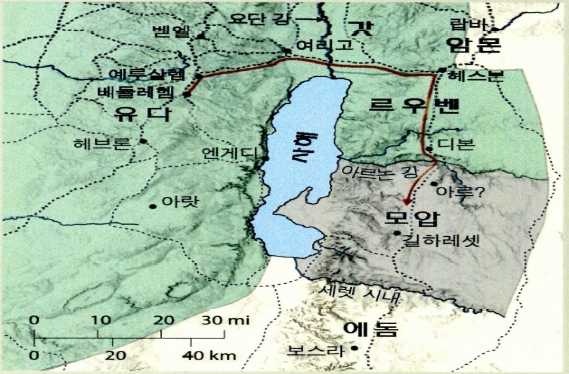 요단 강
갓
랍바
벧엘
여리고
암몬
예루살렘
헤스본
베들레헴
르우벤
유다
헤브론
엔게디
사해
디본
아르논 강
아로?
아랏
모압
길하레셋
세렛 시내
0 10 20 30 mi
에돔
0 20 40 km
보스라